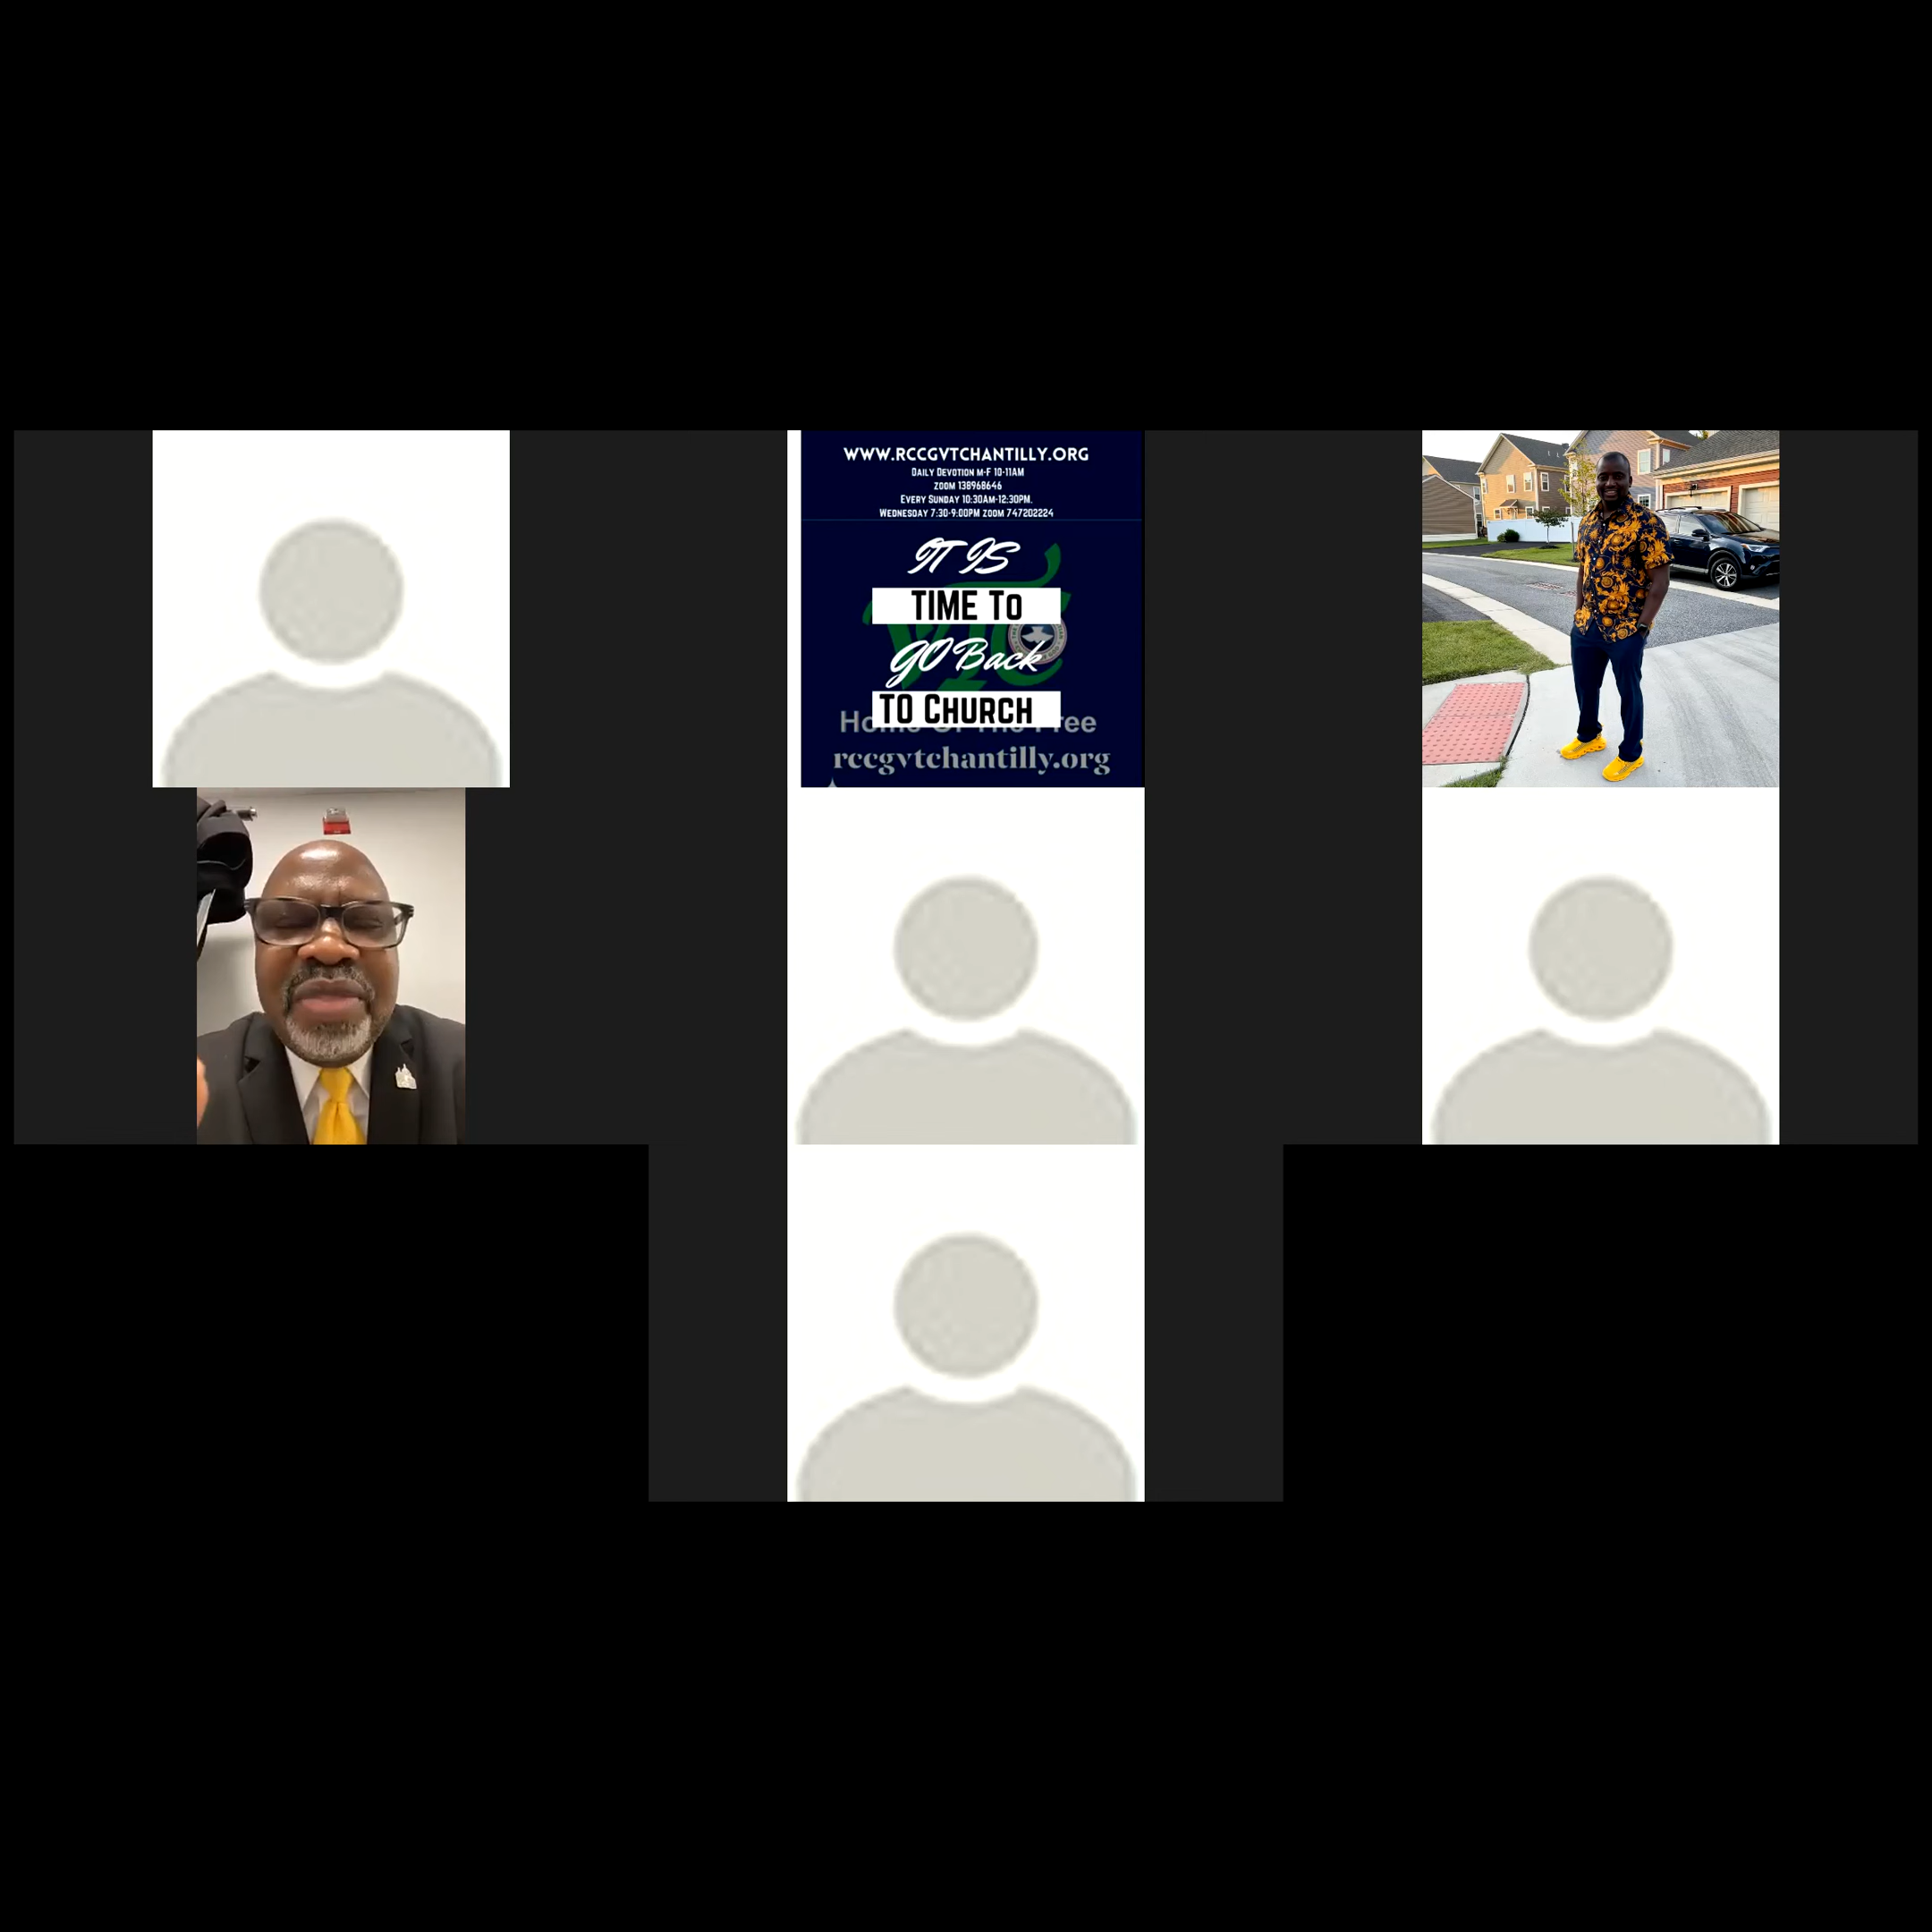 WWW.RCCGVTCHANTILLY.ORG
DAILY DEVOTION M-F 10-11AM
ZOOM 138968646
EVERY SUNDAY 10:30AM-12:30PM.
WEDNESDAY 7:30-9:00PM ZOOM 747202224
IT IS
TIME TO
GO Back
TO CHURCH
rccgvtchantilly.org